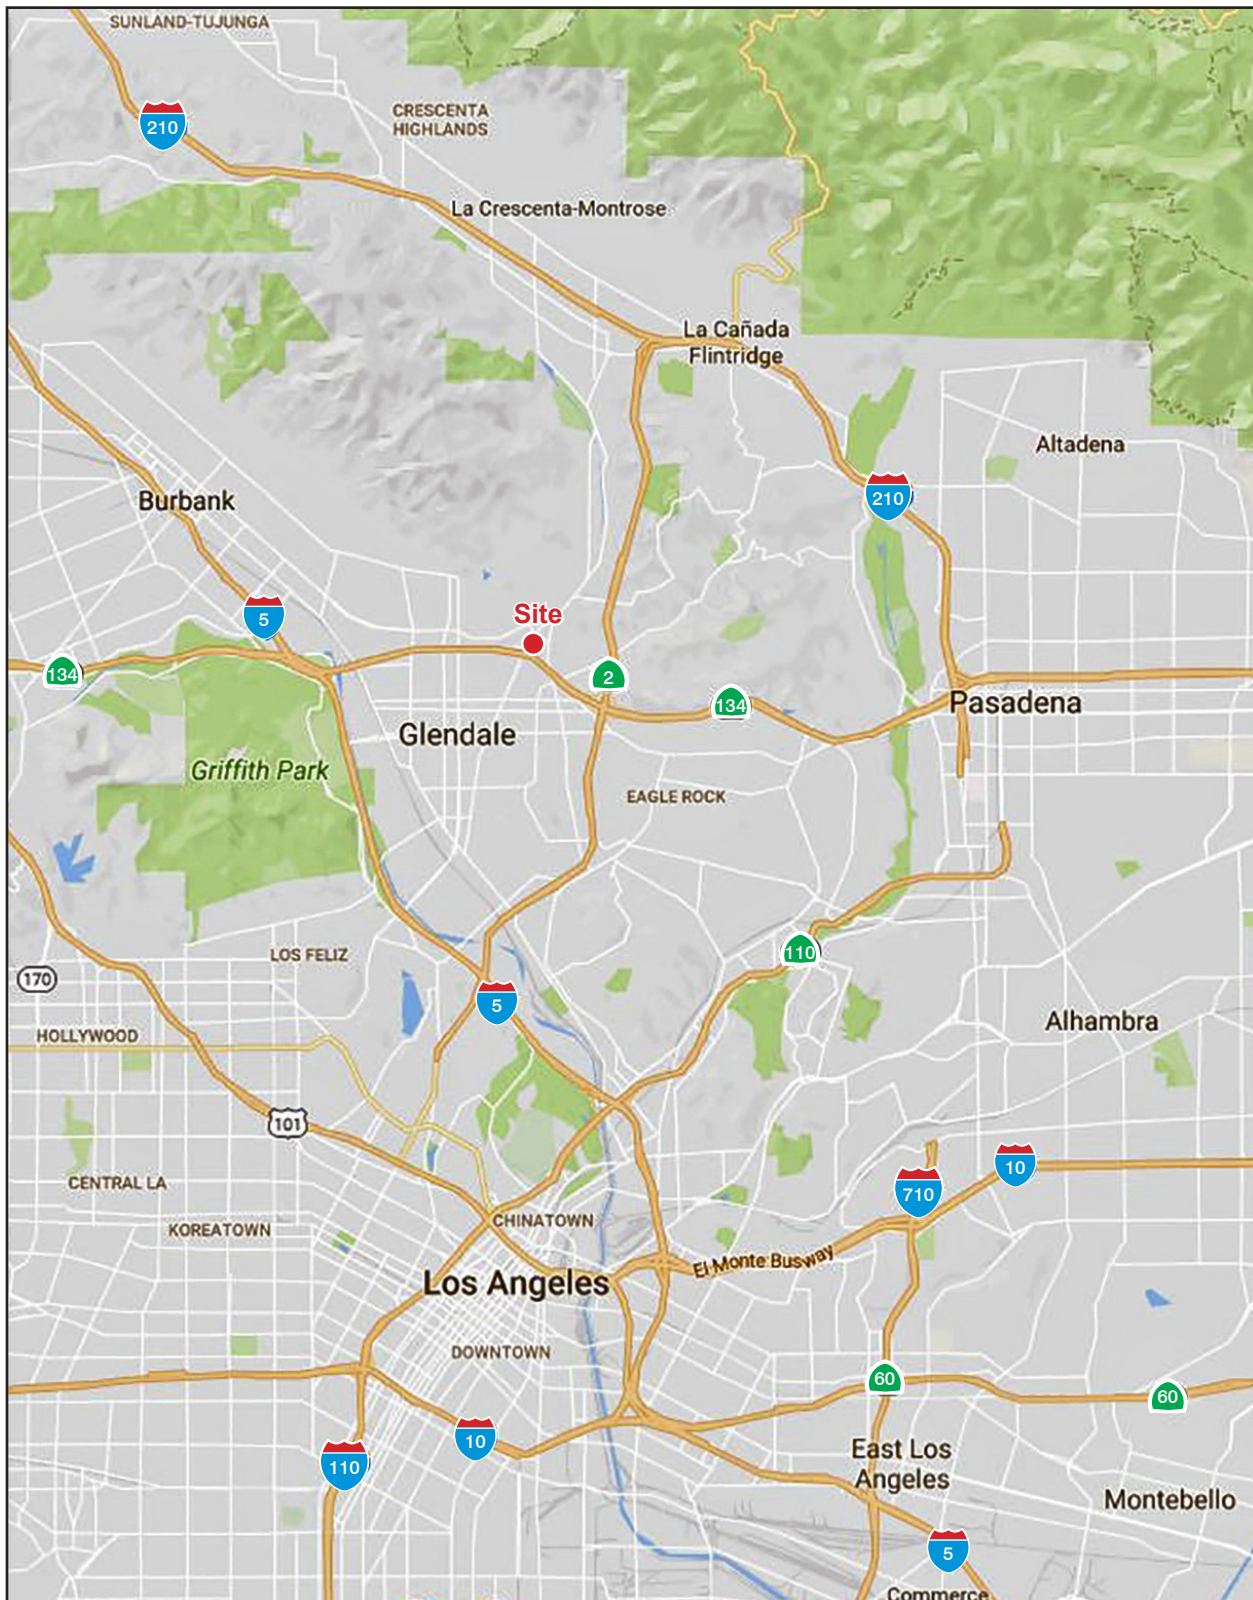 SUNLAND-TUJUNGA
CRESCENTA
HIGHLANDS
210
La Crescenta-Montrose
La Cañada
Flintridge
Altadena
210
Burbank
5
Site
134
2
134
Pasadena
Glendale
Griffith Park
EAGLE ROCK
110
LOS FELIZ
170
5
Alhambra
HOLLYWOOD
101
10
CENTRAL LA
710
KOREATOWN
CHINATOWN
El Monte Busway
Los Angeles
DOWNTOWN
60
60
10
East Los
Angeles
110
Montebello
5
Commerce